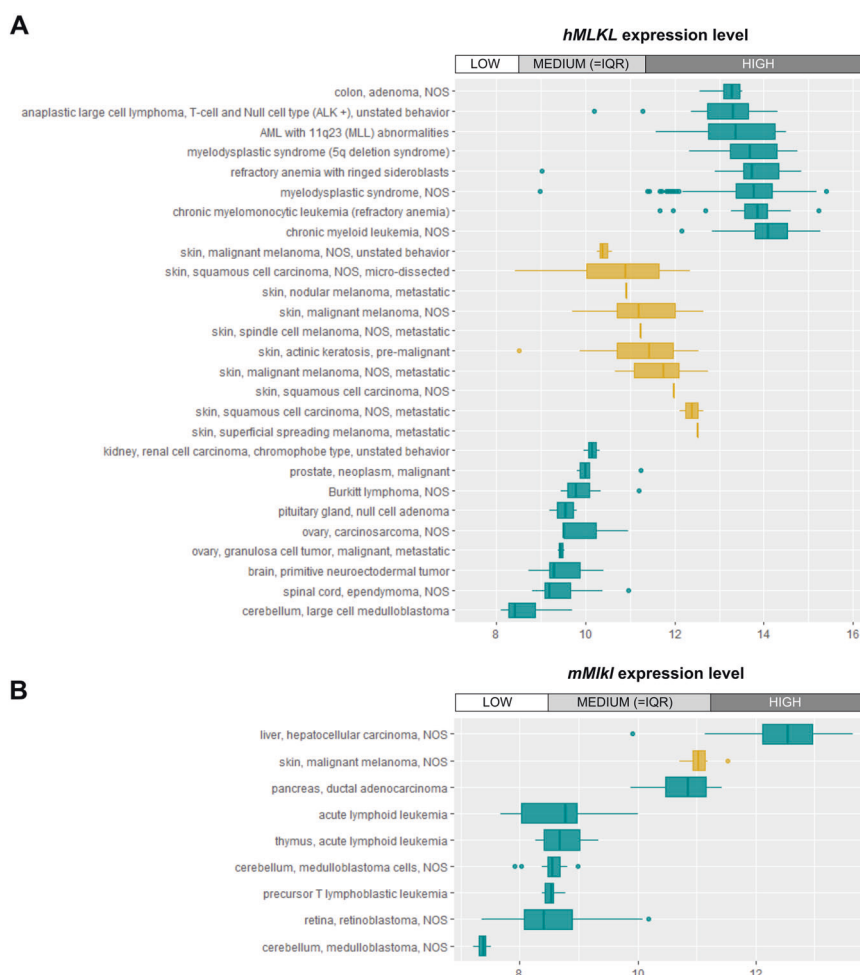 A
hMLKL expression level
LOW MEDIUM (=IQR) HIGH
colon, adenoma, NOS
anaplastic large cell lymphoma, T-cell and Null cell type (ALK +), unstated behavior
AML with 11q23 (MLL) abnormalities
myelodysplastic syndrome (5q deletion syndrome)
refractory anemia with ringed sideroblasts
myelodysplastic syndrome, NOS
chronic myelomonocytic leukemia (refractory anemia)
chronic myeloid leukemia, NOS
skin, malignant melanoma, NOS, unstated behavior
skin, squamous cell carcinoma, NOS, micro-dissected
skin, nodular melanoma, metastatic
skin, malignant melanoma, NOS
skin, spindle cell melanoma, NOS, metastatic
skin, actinic keratosis, pre-malignant
skin, malignant melanoma, NOS, metastatic
skin, squamous cell carcinoma, NOS
skin, squamous cell carcinoma, NOS, metastatic
skin, superficial spreading melanoma, metastatic
kidney, renal cell carcinoma, chromophobe type, unstated behavior
prostate, neoplasm, malignant
Burkitt lymphoma, NOS
pituitary gland, null cell adenoma
ovary, carcinosarcoma, NOS
ovary, granulosa cell tumor, malignant, metastatic
brain, primitive neuroectodermal tumor
spinal cord, ependymoma, NOS
cerebellum, large cell medulloblastoma
8 10 12 14 16
B
mMlkl expression level
LOW MEDIUM (=IQR) HIGH
liver, hepatocellular carcinoma, NOS
skin, malignant melanoma, NOS
pancreas, ductal adenocarcinoma
acute lymphoid leukemia
thymus, acute lymphoid leukemia
cerebellum, medulloblastoma cells, NOS
precursor T lymphoblastic leukemia
retina, retinoblastoma, NOS
cerebellum, medulloblastoma, NOS
8 10 12